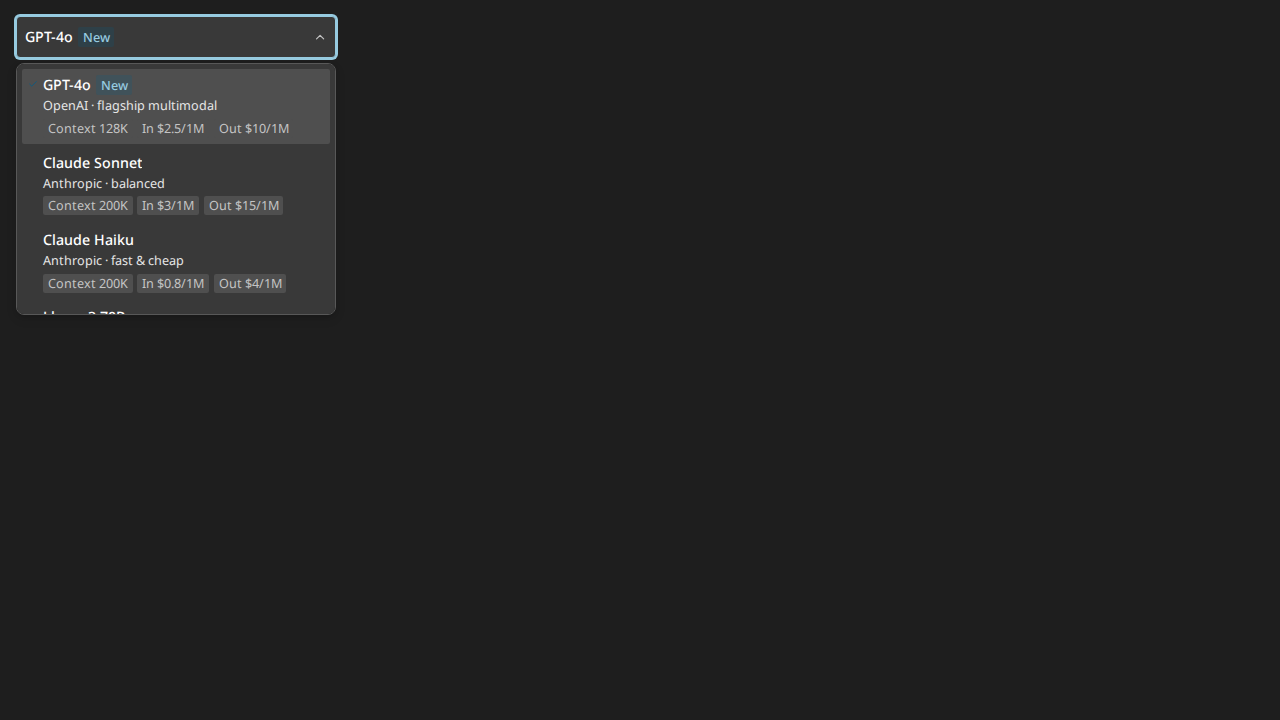 GPT-4o New
GPT-4o New
OpenAI · flagship multimodal
Context 128K In $2.5/1M Out $10/1M
Claude Sonnet
Anthropic · balanced
Context 200K In $3/1M Out $15/1M
Claude Haiku
Anthropic · fast & cheap
Context 200K In $0.8/1M Out $4/1M